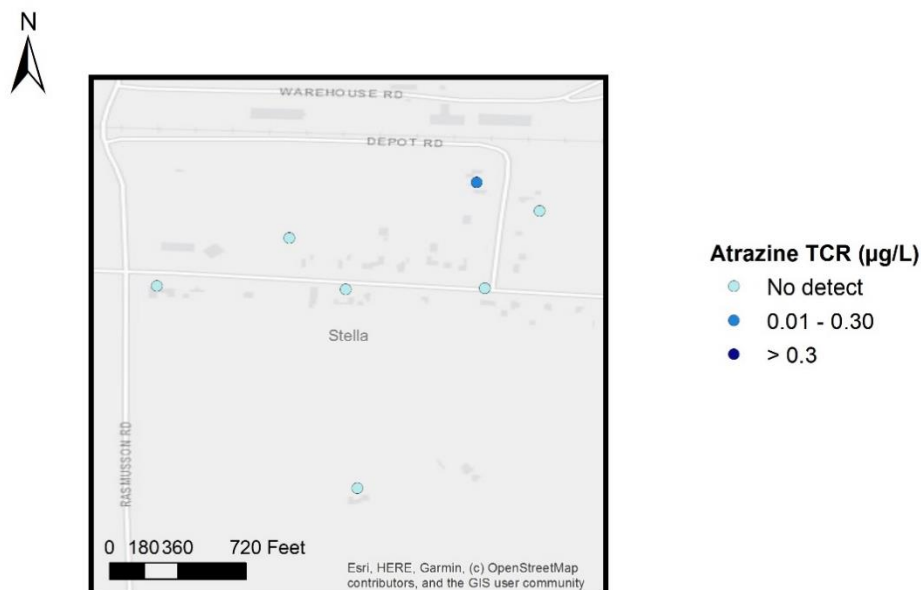 N
WAREHOUSE RD
DEPOT RD
Stella
RASMUSSON RD
0 180 360 720 Feet
Esri, HERE, Garmin, (c) OpenStreetMap
contributors, and the GIS user community
Atrazine TCR (µg/L)
No detect
0.01 - 0.30
> 0.3